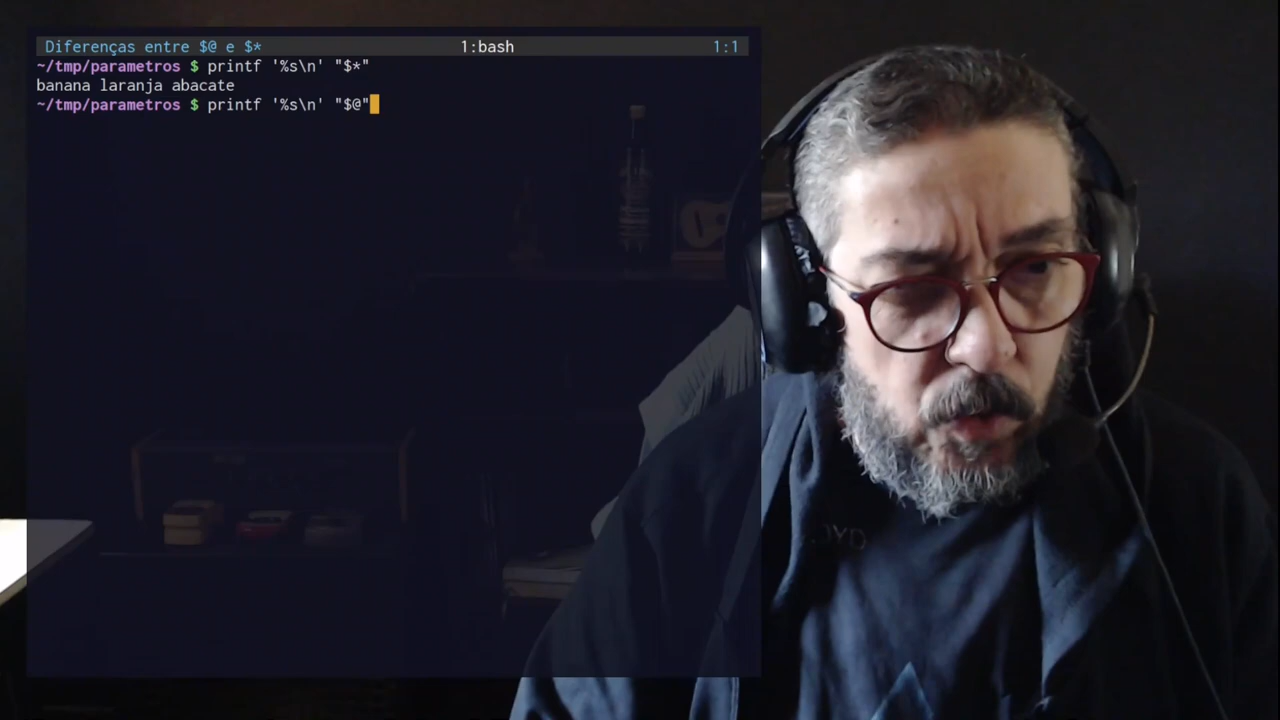 Diferenças entre $@ e $* 1:bash 1:1
~/tmp/parametros $ printf '%s\n' "$*"
banana laranja abacate
~/tmp/parametros $ printf '%s\n' "$@"